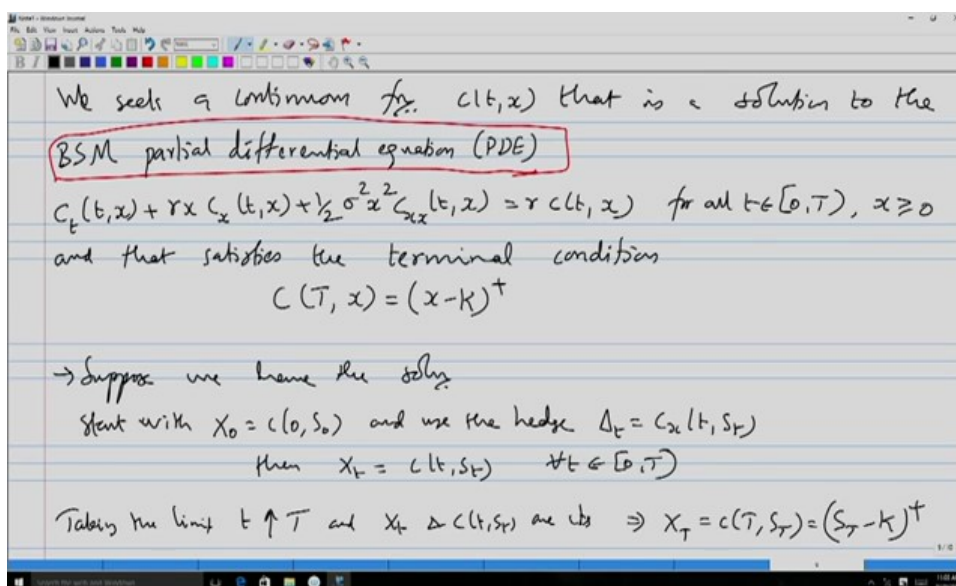 We seek a continuous fn. c(t,x) that is a solution to the
BSM partial differential equation (PDE)
C_t(t,x) + rx C_x(t,x) + 1/2 σ²x² C_xx(t,x) = r c(t,x) for all t ∈ [0,T), x ≥ 0
and that satisfies the terminal condition
C(T, x) = (x-K)⁺
→ Suppose we have the soln.
Start with X₀ = c(0, S₀) and use the hedge Δ_t = C_x(t, S_t)
then X_t = c(t, S_t) ∀t ∈ [0,T)
Taking the limit t ↑ T and X_t & c(t,S_t) are cts ⇒ X_T = c(T, S_T) = (S_T - K)⁺